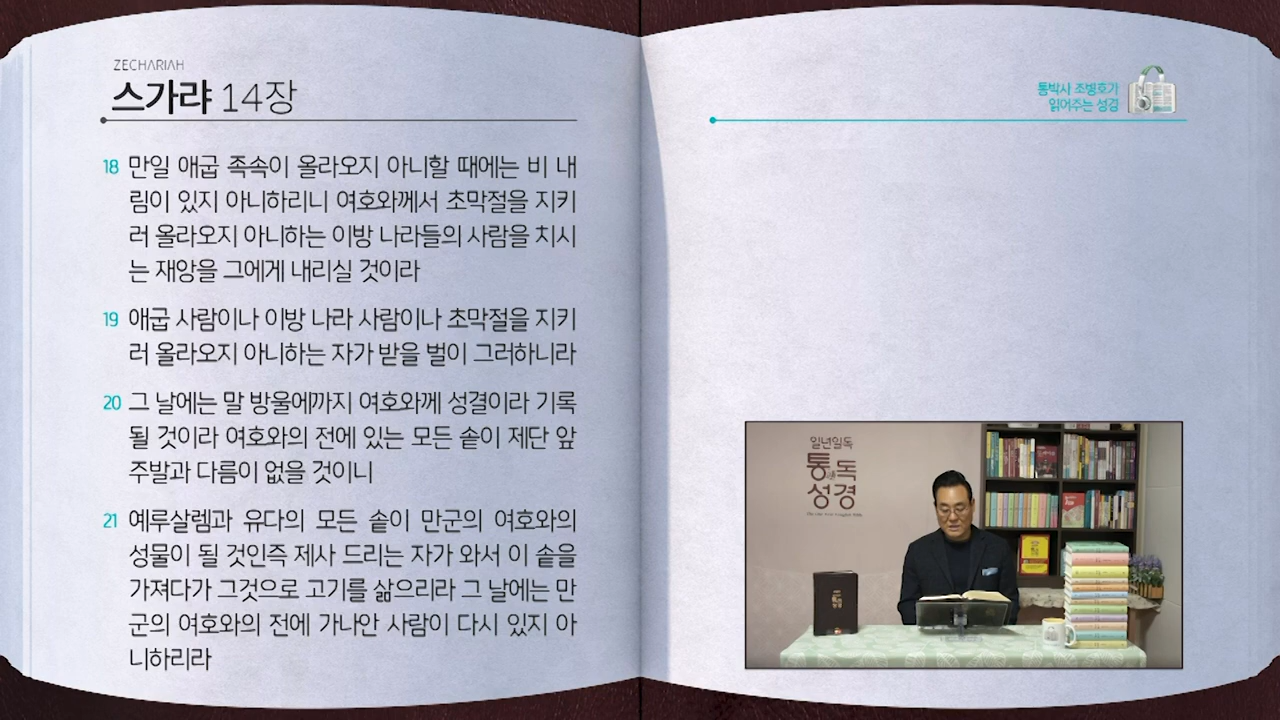 ZECHARIAH
스가랴 14장
18 만일 애굽 족속이 올라오지 아니할 때에는 비 내
림이 있지 아니하리니 여호와께서 초막절을 지키
러 올라오지 아니하는 이방 나라들의 사람을 치시
는 재앙을 그에게 내리실 것이라
19 애굽 사람이나 이방 나라 사람이나 초막절을 지키
러 올라오지 아니하는 자가 받을 벌이 그러하니라
20 그 날에는 말 방울에까지 여호와께 성결이라 기록
될 것이라 여호와의 전에 있는 모든 솥이 제단 앞
주발과 다름이 없을 것이니
21 예루살렘과 유다의 모든 솥이 만군의 여호와의
성물이 될 것인즉 제사 드리는 자가 와서 이 솥을
가져다가 그것으로 고기를 삶으리라 그 날에는 만
군의 여호와의 전에 가나안 사람이 다시 있지 아
니하리라
통박사 조병호가
읽어주는 성경
일년일독
통독
성경